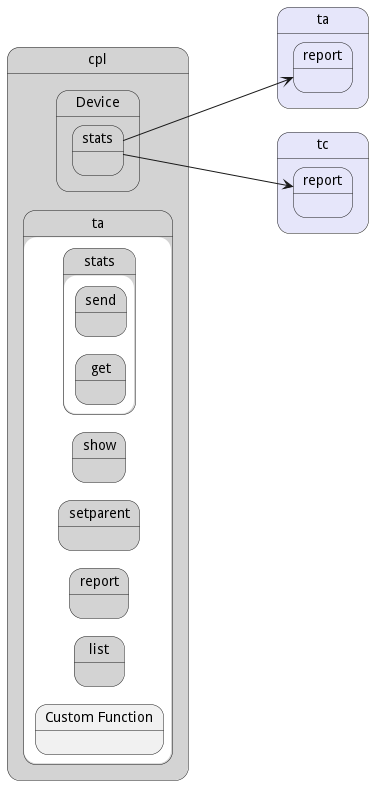 cpl
Device
stats
ta
stats
send
get
show
setparent
report
list
Custom Function
ta
report
tc
report